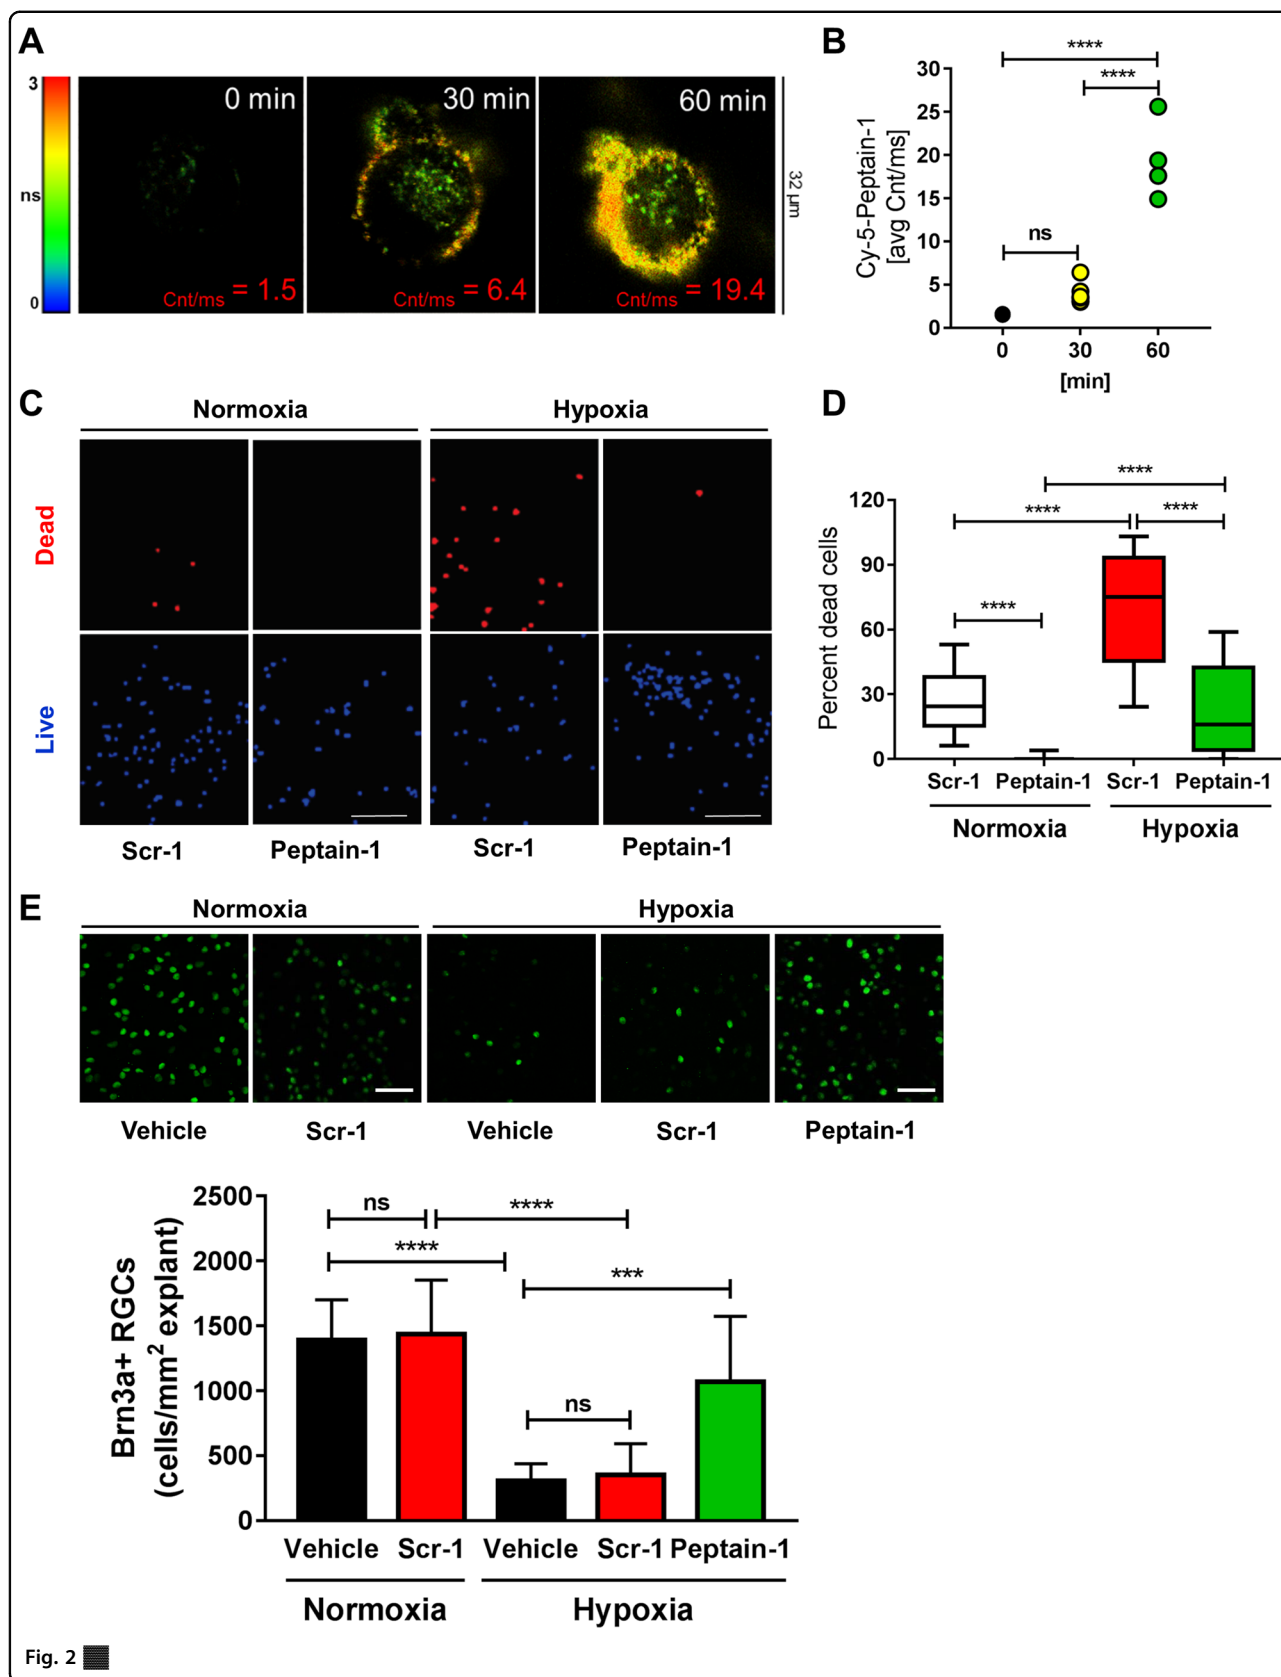 A
3
ns
0
0 min
30 min
60 min
Cnt/ms = 1.5
Cnt/ms = 6.4
Cnt/ms = 19.4
32 µm
B
Cy-5-Peptain-1
[avg Cnt/ms]
30
25
20
15
10
5
0
****
****
ns
0 30 60
[min]
C
Normoxia Hypoxia
Dead
Live
Scr-1 Peptain-1 Scr-1 Peptain-1
D
Percent dead cells
120
90
60
30
0
****
**** ****
****
Scr-1 Peptain-1 Scr-1 Peptain-1
Normoxia Hypoxia
E
Normoxia Hypoxia
Vehicle Scr-1 Vehicle Scr-1 Peptain-1
Brn3a+ RGCs
(cells/mm² explant)
2500
2000
1500
1000
500
0
ns ****
****
***
ns
Vehicle Scr-1 Vehicle Scr-1 Peptain-1
Normoxia Hypoxia
Fig. 2